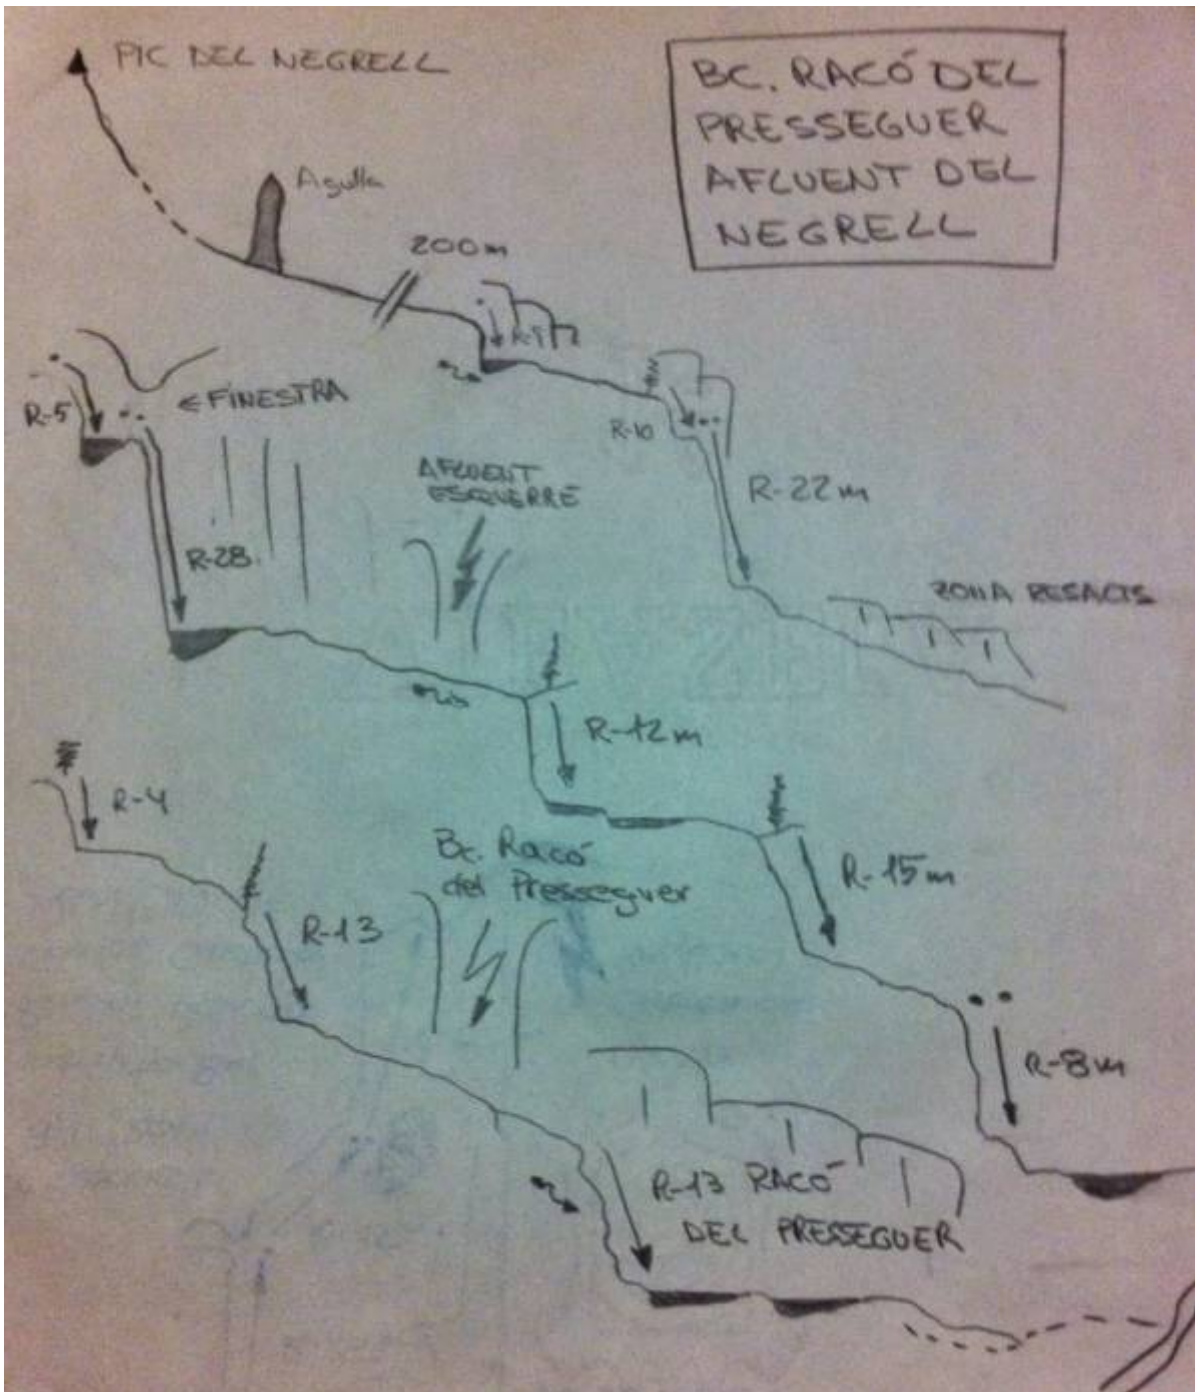 PIC DEL NEGRELL
BC. RACÓ DEL
PRESSEGUER
AFLUENT DEL
NEGRELL
Agulla
200m
R-10
R-22m
ZONA RESALTS
R-5
← FINESTRA
R-28
AFLUENT
ESQUERRE
R-12m
R-15m
R-8m
R-4
R-13
Bc. Racó
del Presseguer
R-13 RACÓ
DEL PRESSEGUER